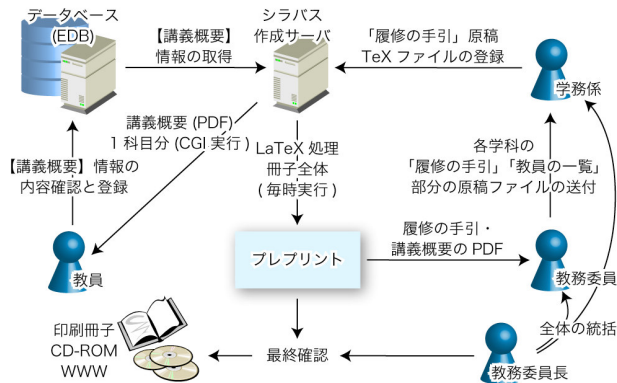 データベース
(EDB)
【講義概要】
情報の取得
シラバス
作成サーバ
「履修の手引」原稿
TeX ファイルの登録
学務係
講義概要 (PDF)
1 科目分 (CGI 実行 )
LaTeX 処理
冊子全体
( 毎時実行 )
各学科の
「履修の手引」「教員の一覧」
部分の原稿ファイルの送付
【講義概要】情報の
内容確認と登録
教員
プレプリント
履修の手引・
講義概要の PDF
教務委員
全体の統括
印刷冊子
CD-ROM
WWW
最終確認
教務委員長